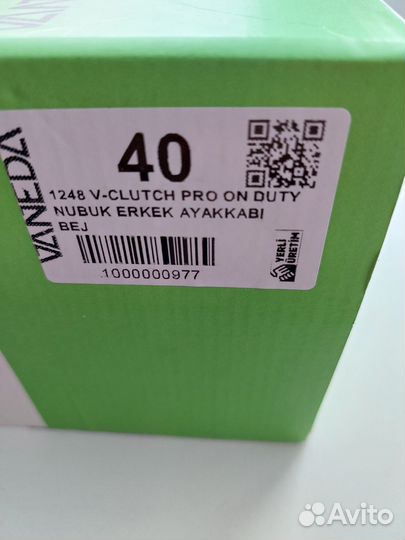 VANEDA
40
1248 V-CLUTCH PRO ON DUTY
NUBUK ERKEK AYAKKABI
BEJ
1000000977
YERLİ
ÜRETİM
Avito